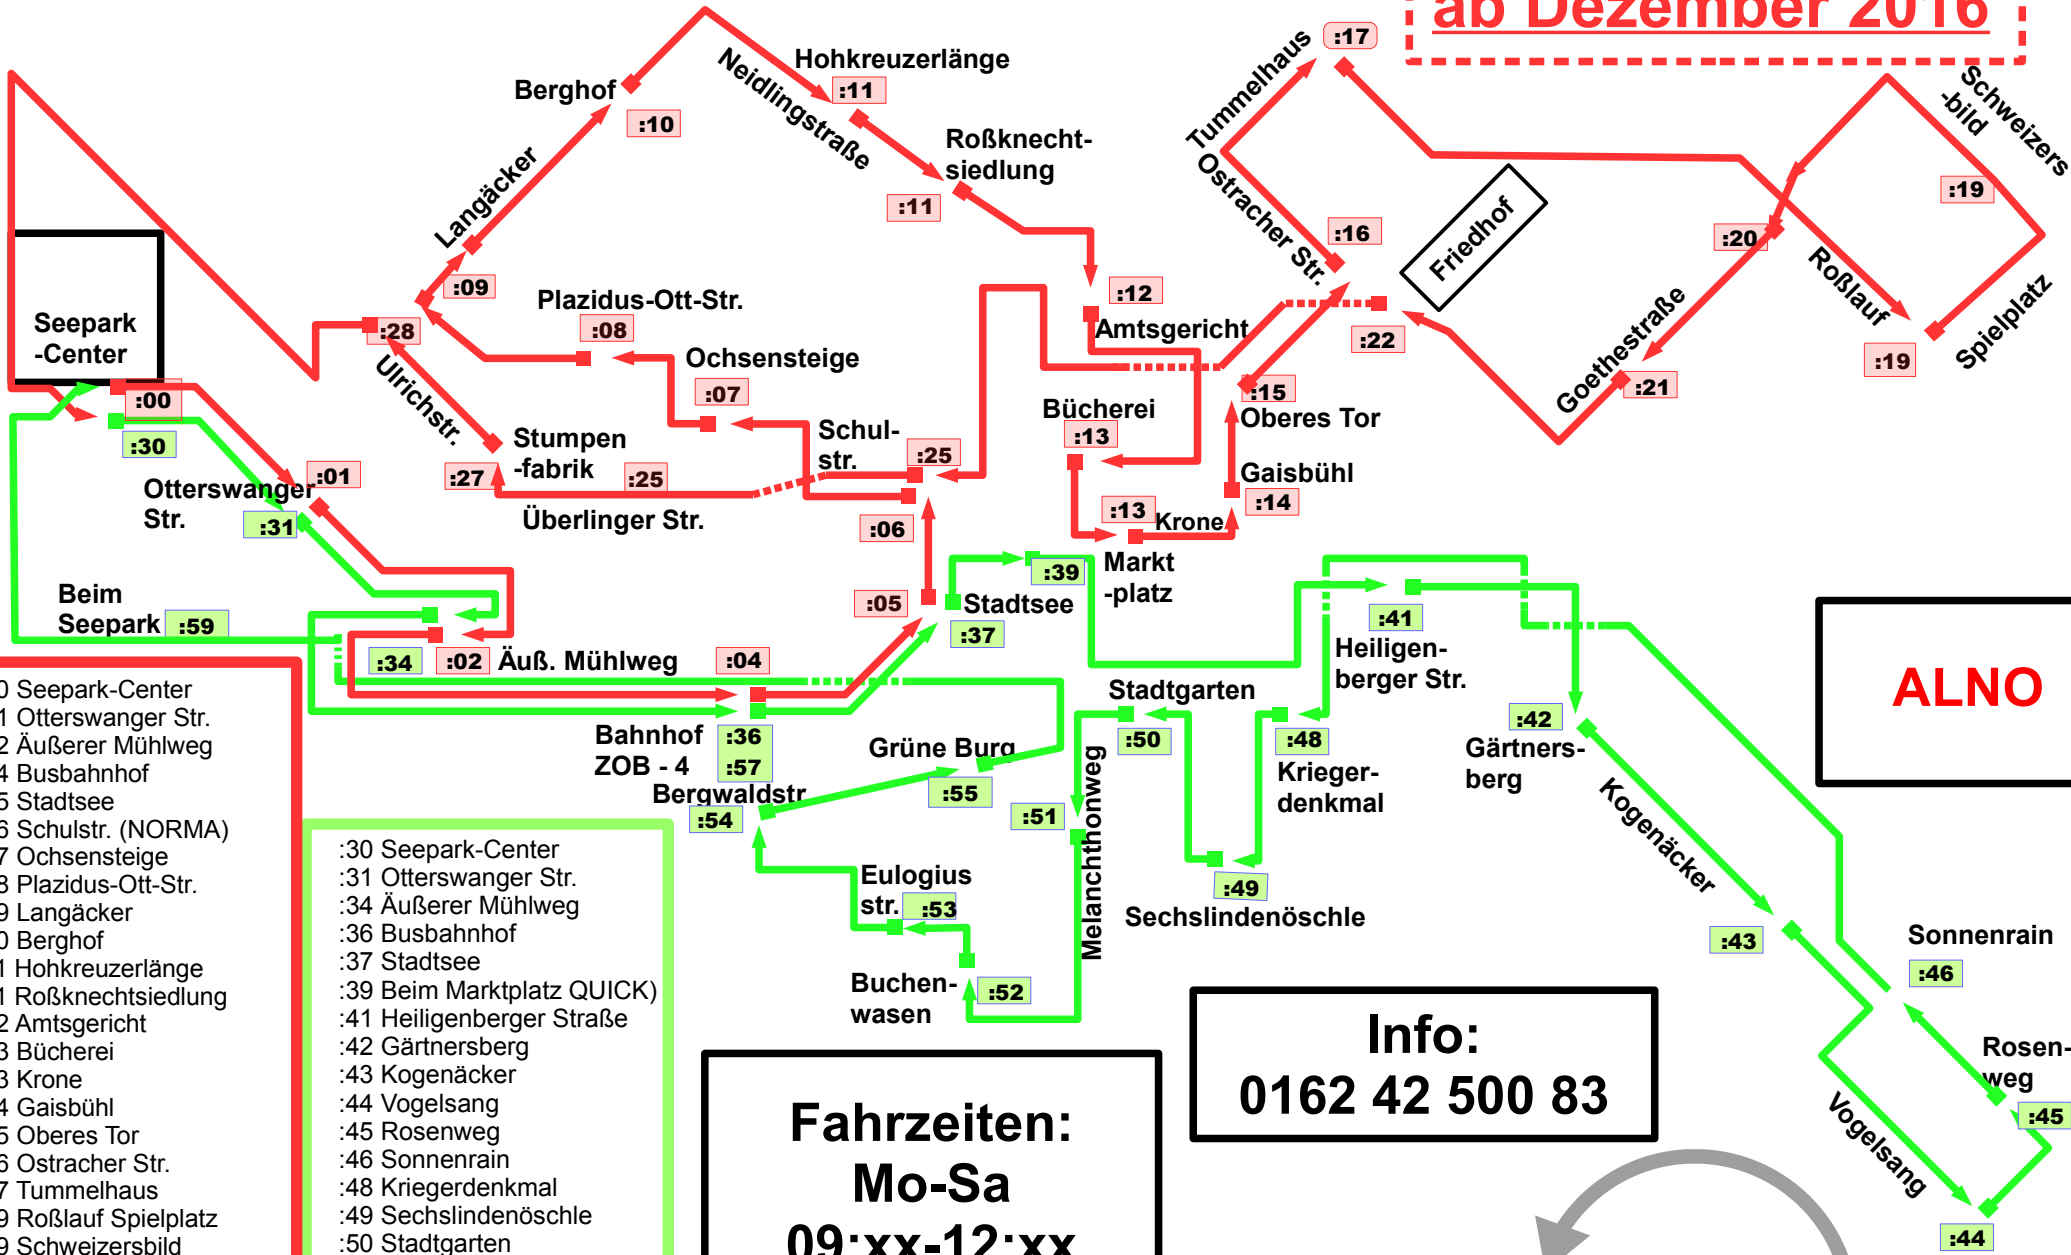 ab Dezember 2016
:17
Tummelhaus
Hohkreuzerlänge
:11
Berghof
:10
Neidlingstraße
Roßknecht-
siedlung
:11
Schweizers
-bild
:19
Langäcker
:09
Ostracher Str.
:16
Friedhof
:20
Roßlauf
Spielplatz
:19
Seepark
-Center
:00
:30
:28
Plazidus-Ott-Str.
:08
Ochsensteige
:07
:12
Amtsgericht
:22
Goethestraße
:21
Ulrichstr.
:15
Oberes Tor
Bücherei
:13
Stumpen
-fabrik
:27
:25
Überlinger Str.
Schul-
str.
:25
:06
Gaisbühl
:14
:13
Krone
Markt
-platz
Otterswanger
Str.
:01
:31
Beim
Seepark
:59
:34
:02
Äuß. Mühlweg
:04
:05
Stadtsee
:37
:39
:41
Heiligen-
berger Str.
ALNO
Bahnhof
ZOB - 4
:36
:57
Grüne Burg
:55
Bergwaldstr
:54
Stadtgarten
:50
:48
Krieger-
denkmal
:42
Gärtners-
berg
Kogenäcker
:43
:51
Melanchthonweg
:49
Sechslindenöschle
Eulogius
str.
:53
Buchen-
wasen
:52
Sonnenrain
:46
Rosen-
weg
:45
Vogelsang
:44
0 Seepark-Center
1 Otterswanger Str.
2 Äußerer Mühlweg
4 Busbahnhof
5 Stadtsee
6 Schulstr. (NORMA)
7 Ochsensteige
8 Plazidus-Ott-Str.
9 Langäcker
0 Berghof
1 Hohkreuzerlänge
1 Roßknechtsiedlung
2 Amtsgericht
3 Bücherei
3 Krone
4 Gaisbühl
5 Oberes Tor
6 Ostracher Str.
7 Tummelhaus
9 Roßlauf Spielplatz
9 Schweizersbild
:30 Seepark-Center
:31 Otterswanger Str.
:34 Äußerer Mühlweg
:36 Busbahnhof
:37 Stadtsee
:39 Beim Marktplatz QUICK)
:41 Heiligenberger Straße
:42 Gärtnersberg
:43 Kogenäcker
:44 Vogelsang
:45 Rosenweg
:46 Sonnenrain
:48 Kriegerdenkmal
:49 Sechslindenöschle
:50 Stadtgarten
Fahrzeiten:
Mo-Sa
09:xx-12:xx
Info:
0162 42 500 83